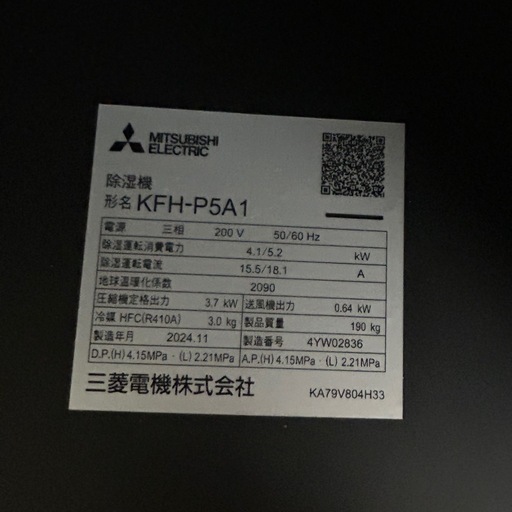 MITSUBISHI
ELECTRIC
除湿機
形名 KFH-P5A1
電源 三相 200 V 50/60 Hz
除湿運転消費電力 4.1/5.2 kW
除湿運転電流 15.5/18.1 A
地球温暖化係数 2090
圧縮機定格出力 3.7 kW 送風機出力 0.64 kW
冷媒 HFC(R410A) 3.0 kg 製品質量 190 kg
製造年月 2024.11 製造番号 4YW02836
D.P.(H) 4.15MPa · (L) 2.21MPa A.P.(H) 4.15MPa · (L) 2.21MPa
三菱電機株式会社 KA79V804H33